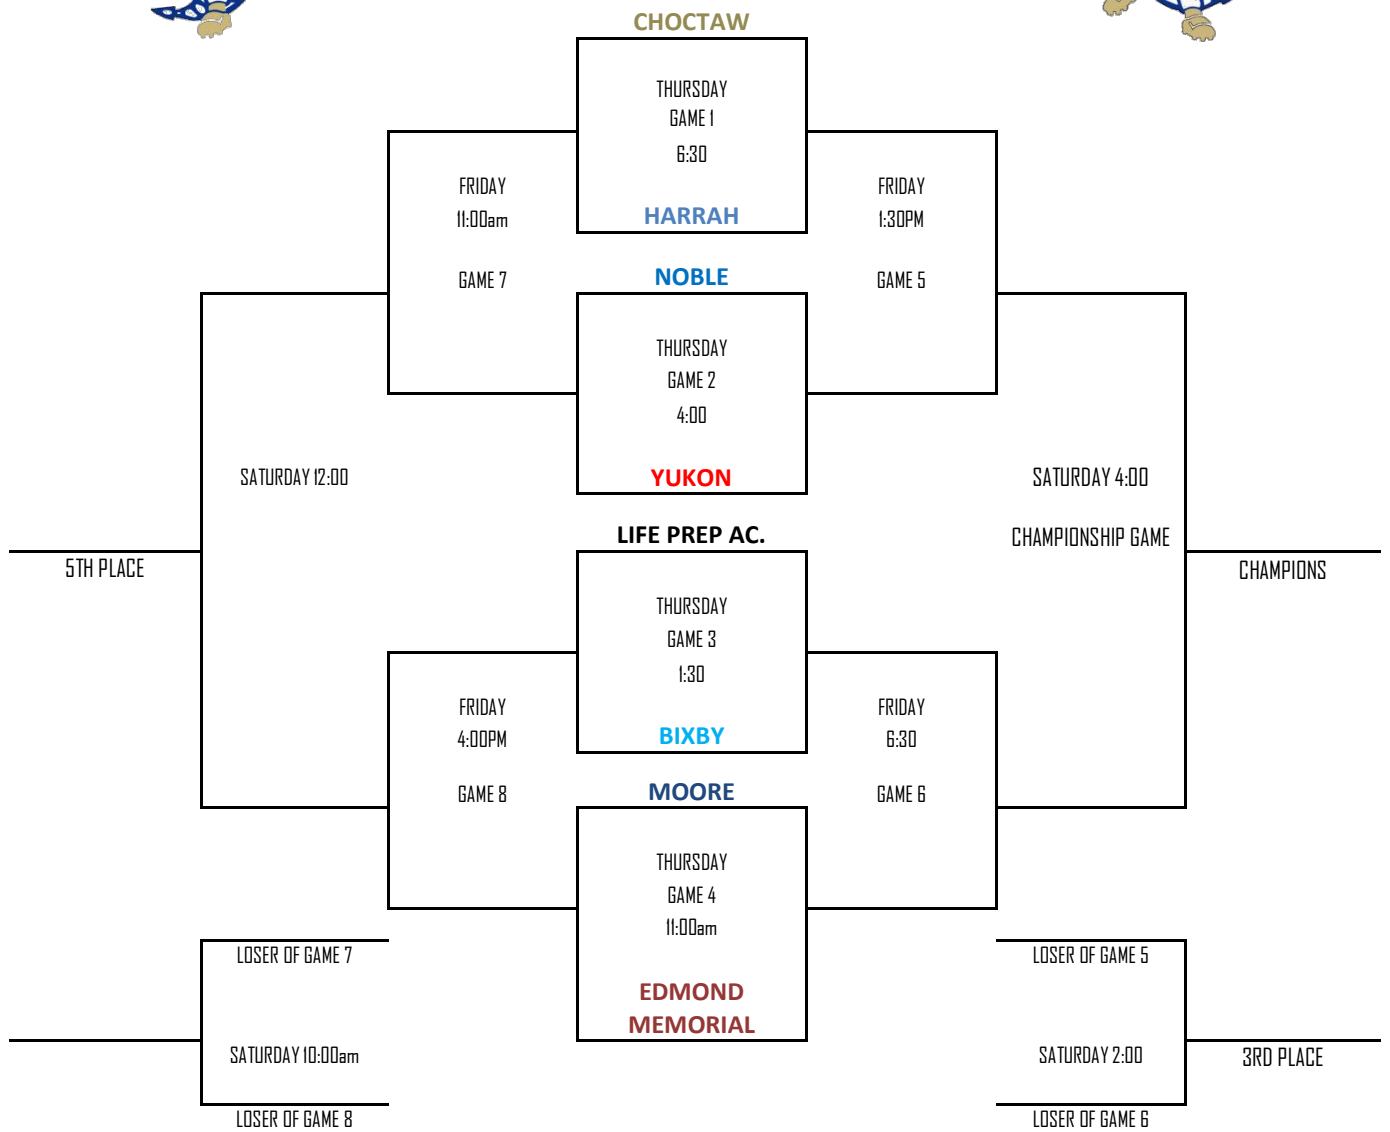 CHOCTAW
THURSDAY
GAME 1
6:30
FRIDAY
11:00am
GAME 7
FRIDAY
1:30PM
GAME 5
HARRAH
NOBLE
THURSDAY
GAME 2
4:00
YUKON
SATURDAY 12:00
SATURDAY 4:00
CHAMPIONSHIP GAME
LIFE PREP AC.
5TH PLACE
CHAMPIONS
THURSDAY
GAME 3
1:30
BIXBY
FRIDAY
4:00PM
GAME 8
FRIDAY
6:30
GAME 6
MOORE
THURSDAY
GAME 4
11:00am
EDMOND
MEMORIAL
LOSER OF GAME 7
SATURDAY 10:00am
LOSER OF GAME 8
LOSER OF GAME 5
SATURDAY 2:00
3RD PLACE
LOSER OF GAME 6